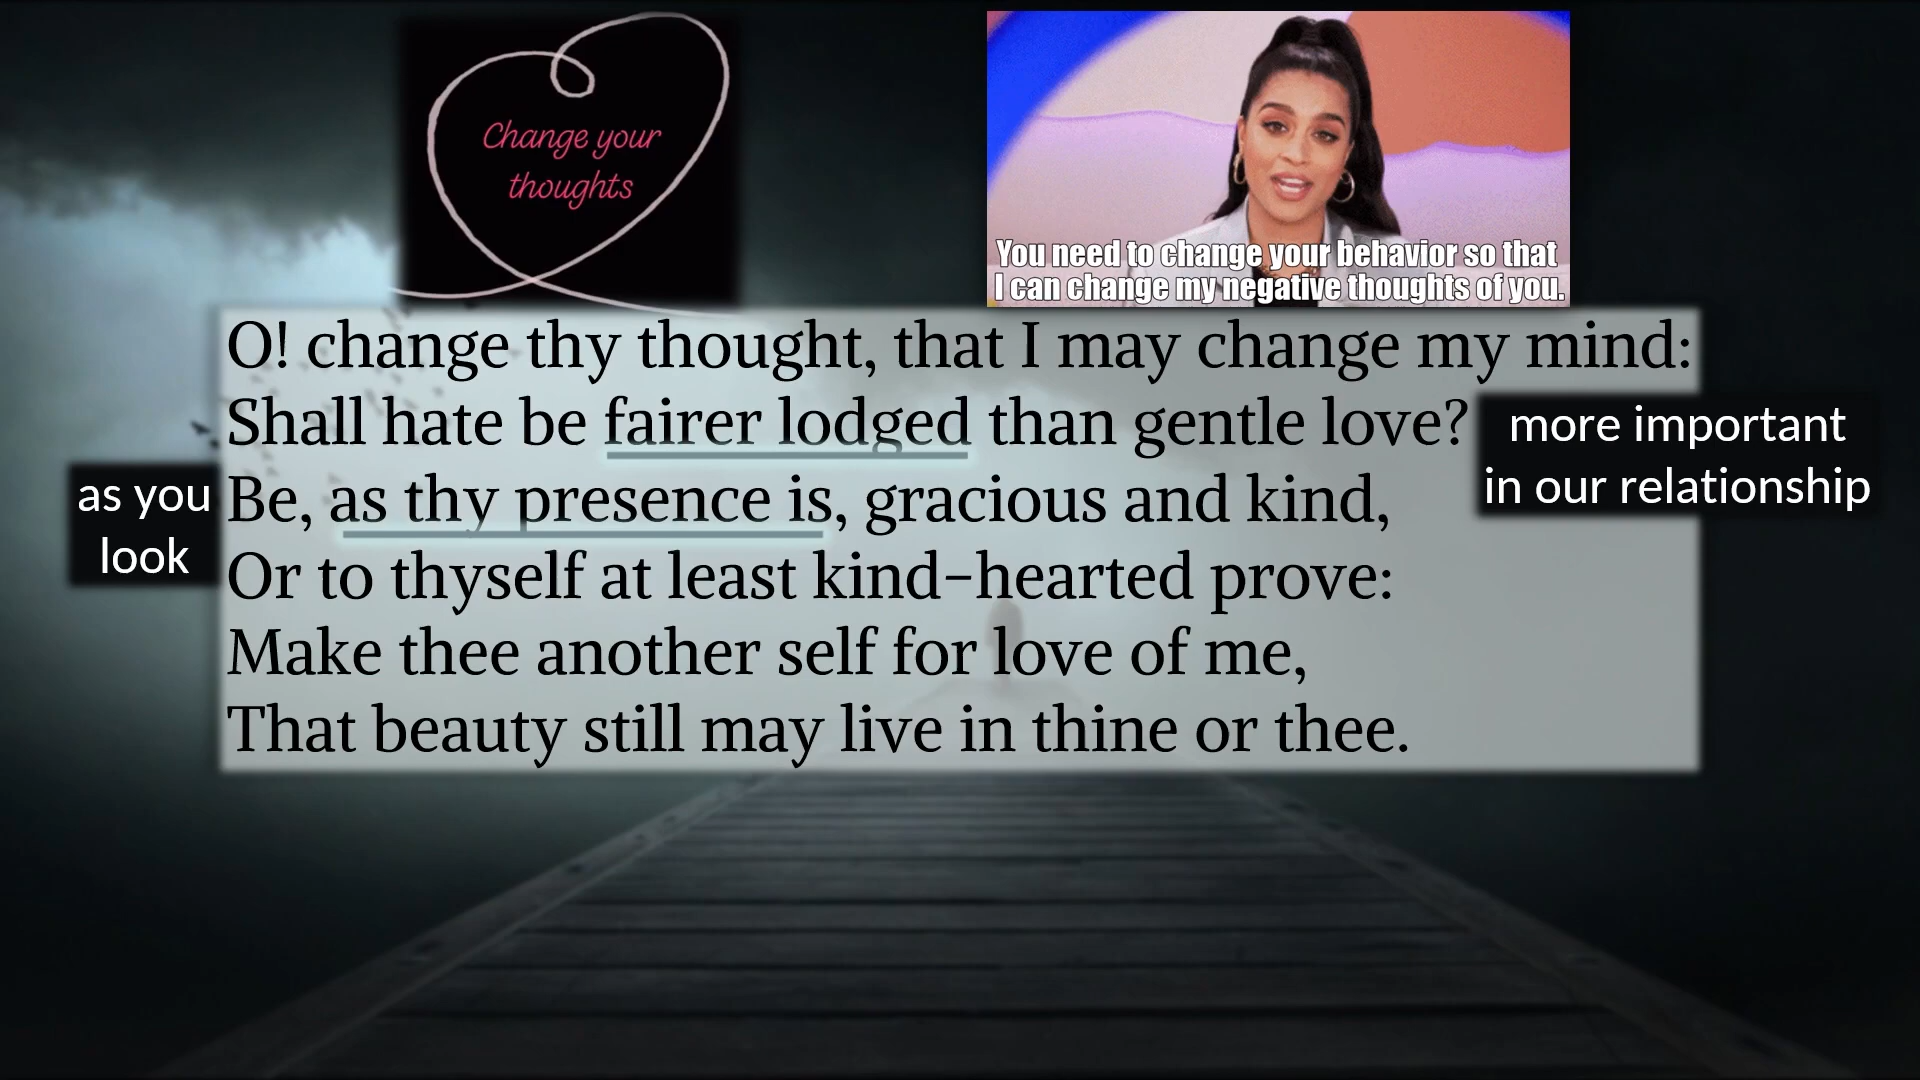 Change your
thoughts
You need to change your behavior so that
I can change my negative thoughts of you.
O! change thy thought, that I may change my mind:
Shall hate be fairer lodged than gentle love?
more important
in our relationship
as you
look
Be, as thy presence is, gracious and kind,
Or to thyself at least kind-hearted prove:
Make thee another self for love of me,
That beauty still may live in thine or thee.